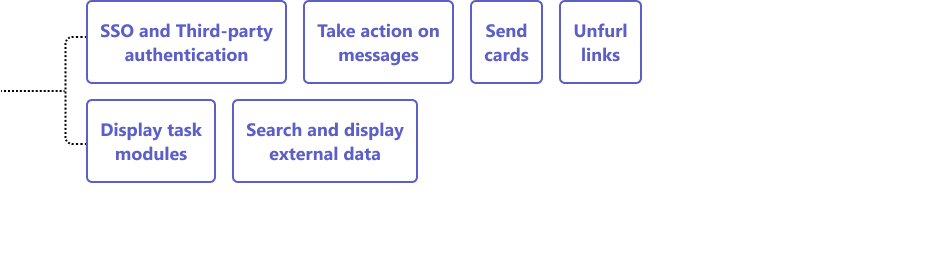 SSO and Third-party
authentication
Take action on
messages
Send
cards
Unfurl
links
Display task
modules
Search and display
external data